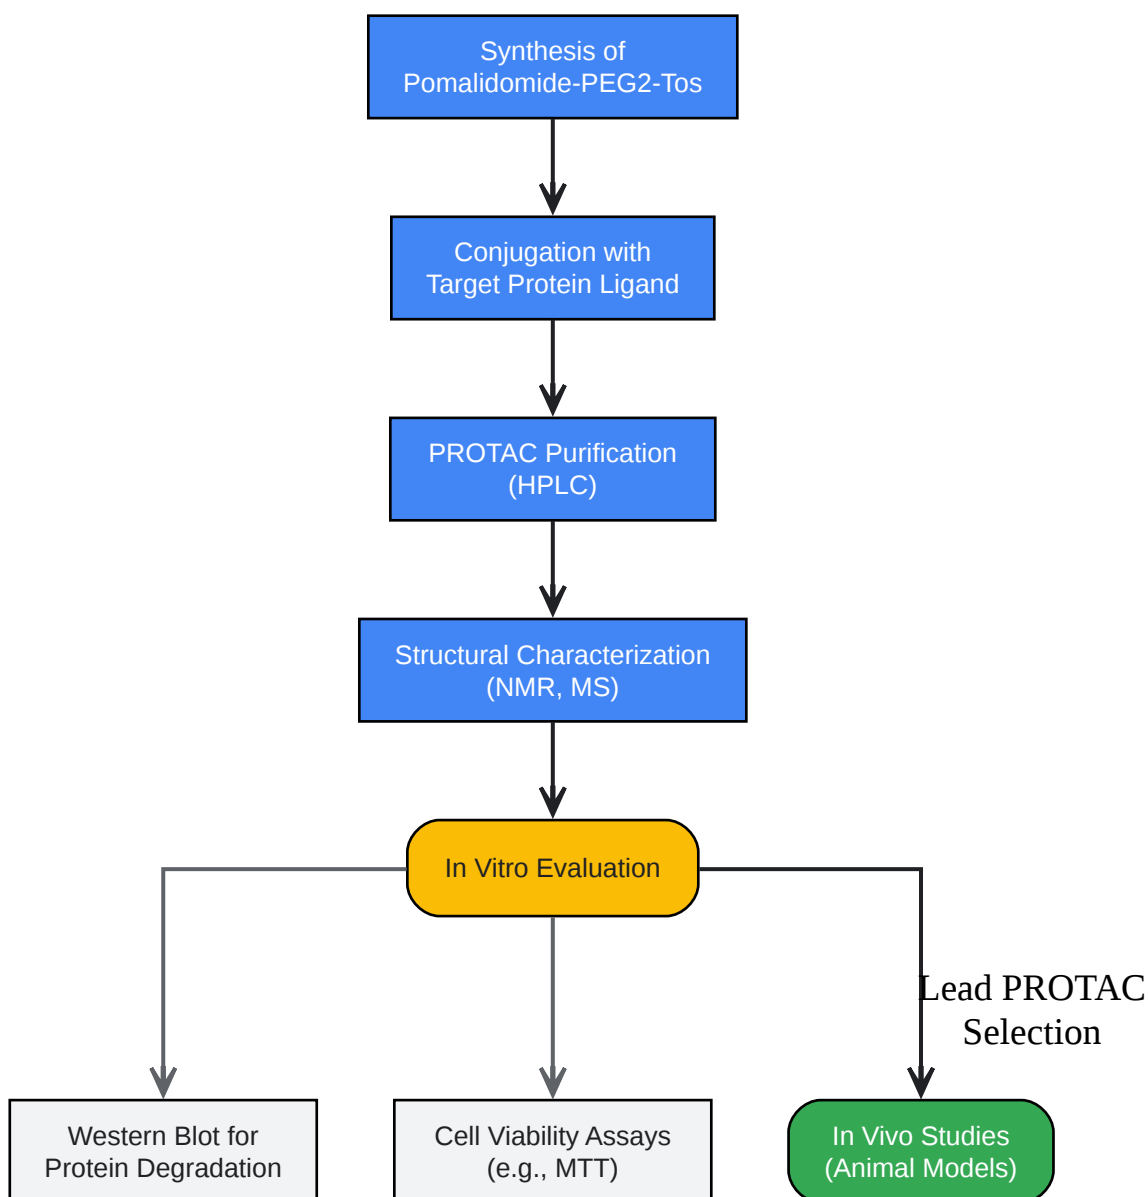 Synthesis of
Pomalidomide-PEG2-Tos
Conjugation with
Target Protein Ligand
PROTAC Purification
(HPLC)
Structural Characterization
(NMR, MS)
In Vitro Evaluation
Lead PROTAC
Selection
Western Blot for
Protein Degradation
Cell Viability Assays
(e.g., MTT)
In Vivo Studies
(Animal Models)